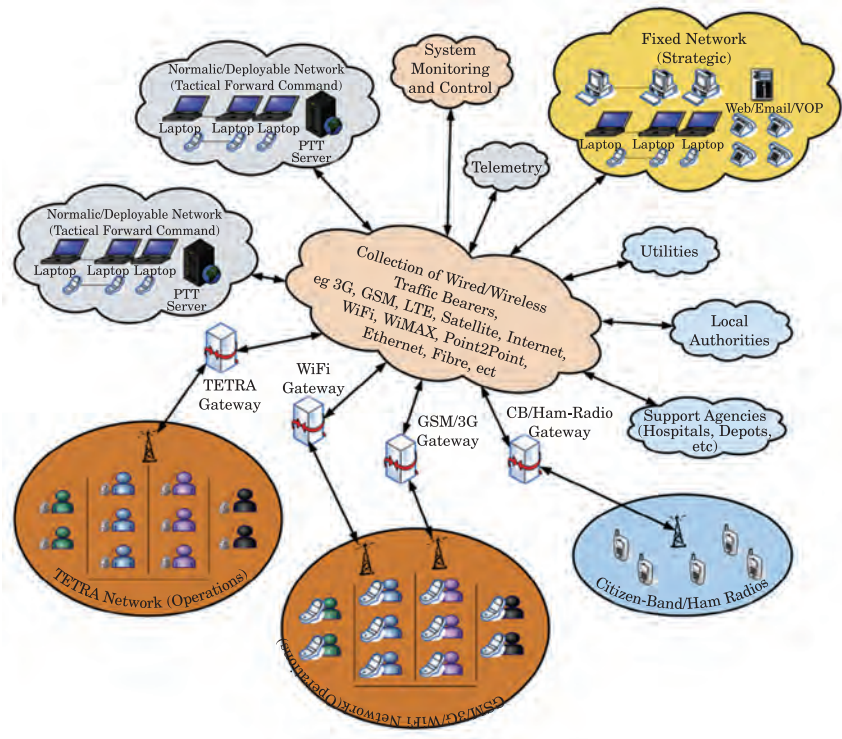 Normalic/Deployable Network
(Tactical Forward Command)
Laptop
Laptop
Laptop
PTT
Server
System
Monitoring
and Control
Fixed Network
(Strategic)
Web/Email/VOP
Laptop
Laptop
Laptop
Telemetry
Normalic/Deployable Network
(Tactical Forward Command)
Laptop
Laptop
Laptop
PTT
Server
Collection of Wired/Wireless
Traffic Bearers,
eg 3G, GSM, LTE, Satellite, Internet,
WiFi, WiMAX, Point2Point,
Ethernet, Fibre, ect
Utilities
Local
Authorities
Support Agencies
(Hospitals, Depots,
etc)
TETRA
Gateway
WiFi
Gateway
GSM/3G
Gateway
CB/Ham-Radio
Gateway
TETRA Network (Operations)
GSM/3G/WiFi Network(Operations)
Citizen-Band/Ham Radios